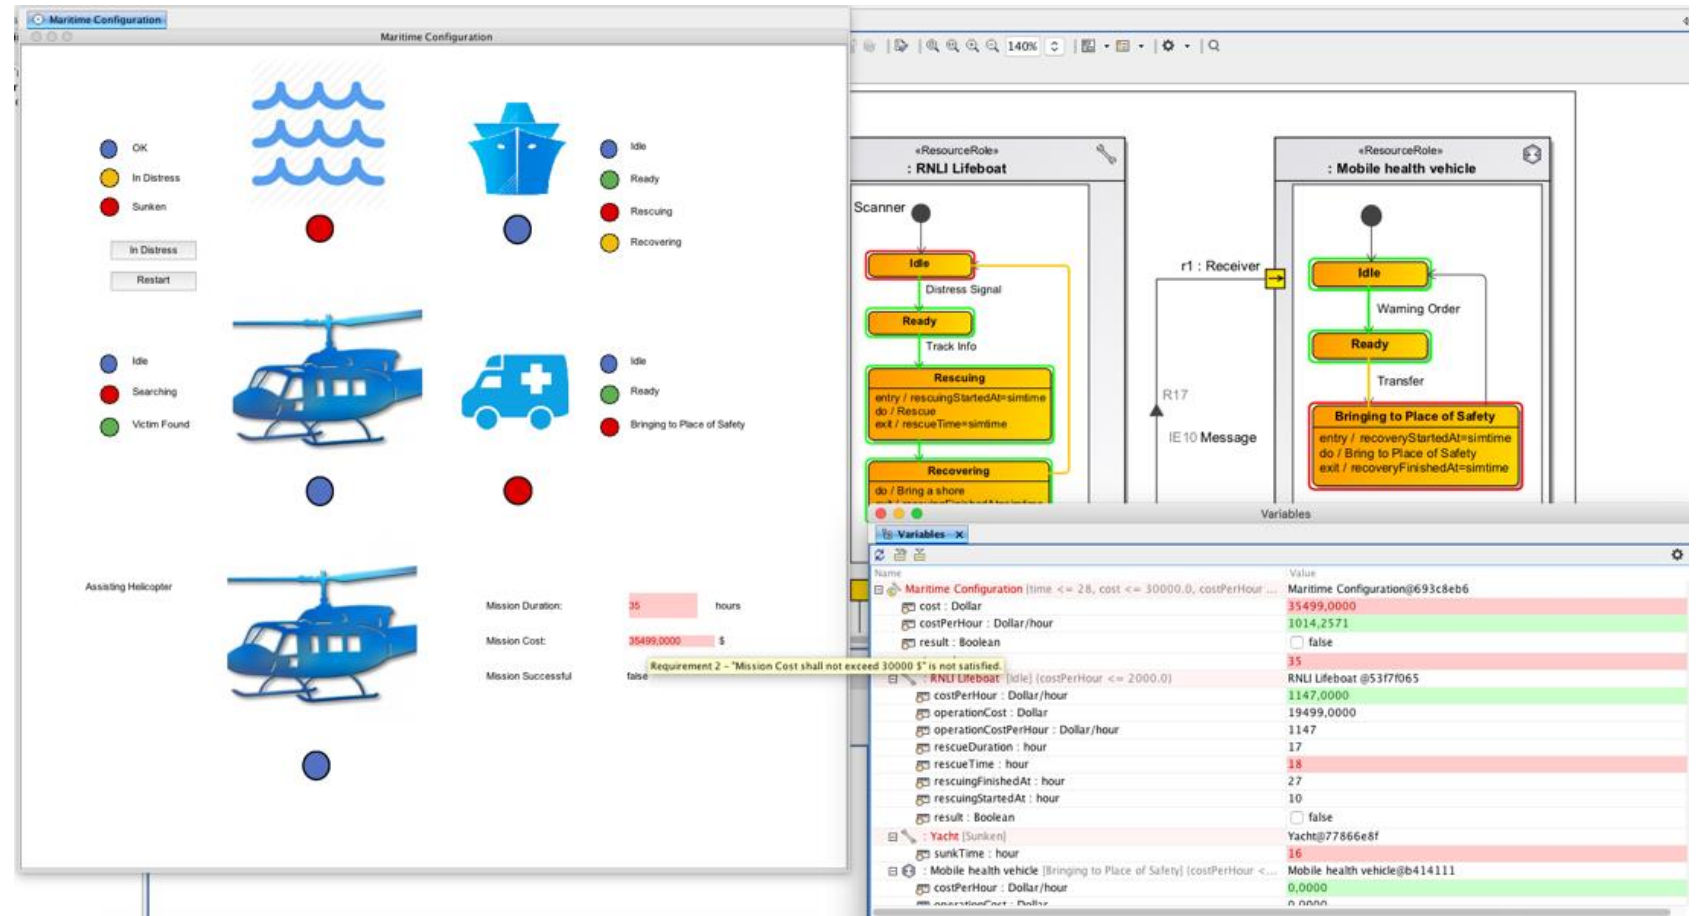 Maritime Configuration
Maritime Configuration
OK
In Distress
Sunken
In Distress
Restart
Idle
Ready
Rescuing
Recovering
Idle
Searching
Victim Found
Idle
Ready
Bringing to Place of Safety
Assisting Helicopter
Mission Duration: 35 hours
Mission Cost: 35499,0000 $
Mission Successful false
Requirement 2 - "Mission Cost shall not exceed 30000 $" is not satisfied.
140%
«ResourceRole»
: RNLI Lifeboat
Scanner
Idle
Distress Signal
Ready
Track Info
Rescuing
entry / rescuingStartedAt=simtime
do / Rescue
exit / rescueTime=simtime
Recovering
do / Bring a shore
r1 : Receiver
R17
IE10 Message
«ResourceRole»
: Mobile health vehicle
Idle
Warning Order
Ready
Transfer
Bringing to Place of Safety
entry / recoveryStartedAt=simtime
do / Bring to Place of Safety
exit / recoveryFinishedAt=simtime
Variables
Variables X
Name Value
Maritime Configuration [time <= 28, cost <= 30000.0, costPerHour ... Maritime Configuration@693c8eb6
cost : Dollar 35499,0000
costPerHour : Dollar/hour 1014,2571
result : Boolean false
35
: RNLI Lifeboat [Idle] (costPerHour <= 2000.0) RNLI Lifeboat @53f7f065
costPerHour : Dollar/hour 1147,0000
operationCost : Dollar 19499,0000
operationCostPerHour : Dollar/hour 1147
rescueDuration : hour 17
rescueTime : hour 18
rescuingFinishedAt : hour 27
rescuingStartedAt : hour 10
result : Boolean false
: Yacht [Sunken] Yacht@77866e8f
sunkTime : hour 16
: Mobile health vehicle [Bringing to Place of Safety] (costPerHour <... Mobile health vehicle@b414111
costPerHour : Dollar/hour 0,0000
operationCost : Dollar 0,0000